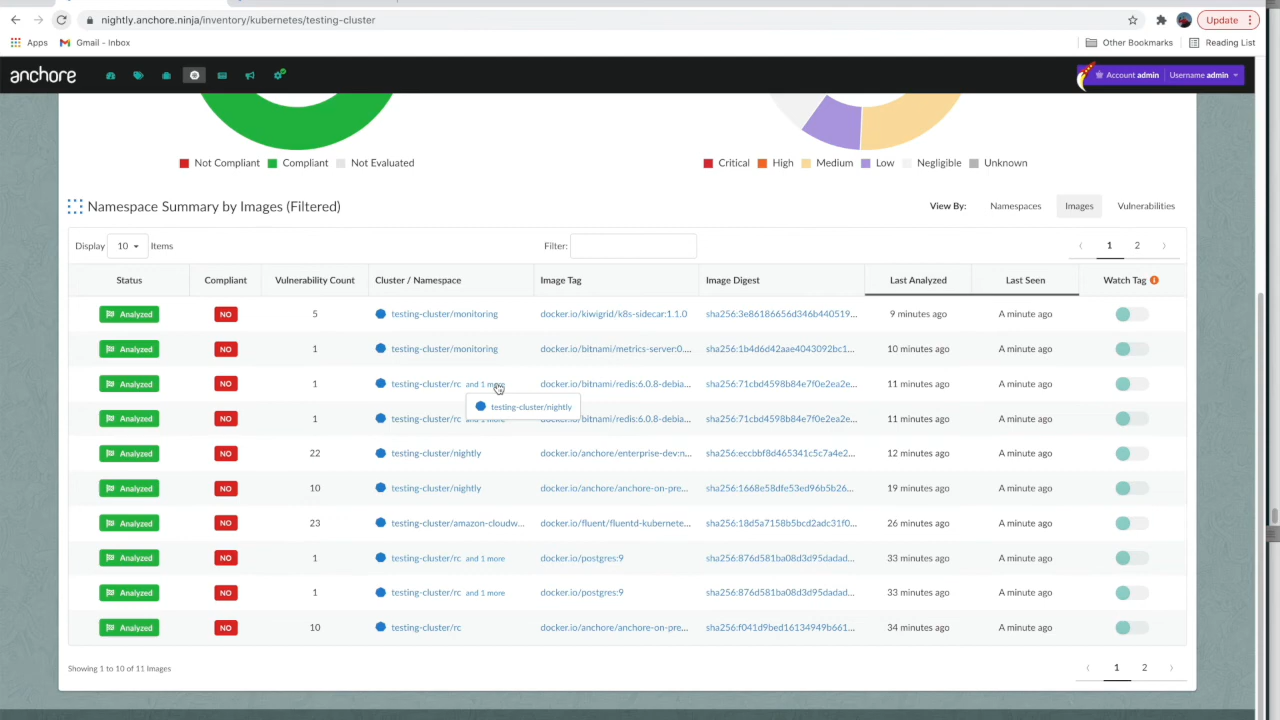 nightly.anchore.ninja/inventory/kubernetes/testing-cluster
Update
Apps
Gmail - Inbox
Other Bookmarks
Reading List
anchore
Account admin
Username admin
Not Compliant
Compliant
Not Evaluated
Critical
High
Medium
Low
Negligible
Unknown
Namespace Summary by Images (Filtered)
View By:
Namespaces
Images
Vulnerabilities
Display 10 Items
Filter:
‹ 1 2 ›
Status Compliant Vulnerability Count Cluster / Namespace Image Tag Image Digest Last Analyzed Last Seen Watch Tag
Analyzed NO 5 testing-cluster/monitoring docker.io/kiwigrid/k8s-sidecar:1.1.0 sha256:3e86186656d346b440519... 9 minutes ago A minute ago
Analyzed NO 1 testing-cluster/monitoring docker.io/bitnami/metrics-server:0.... sha256:1b4d6d42aae4043092bc1... 10 minutes ago A minute ago
Analyzed NO 1 testing-cluster/rc and 1 more docker.io/bitnami/redis:6.0.8-debia... sha256:71cbd4598b84e7f0e2ea2e... 11 minutes ago A minute ago
testing-cluster/nightly
Analyzed NO 1 testing-cluster/rc and 1 more docker.io/bitnami/redis:6.0.8-debia... sha256:71cbd4598b84e7f0e2ea2e... 11 minutes ago A minute ago
Analyzed NO 22 testing-cluster/nightly docker.io/anchore/enterprise-dev:n... sha256:eccbbf8d465341c5c7a4e2... 12 minutes ago A minute ago
Analyzed NO 10 testing-cluster/nightly docker.io/anchore/anchore-on-pre... sha256:1668e58dfe53ed96b5b26... 19 minutes ago A minute ago
Analyzed NO 23 testing-cluster/amazon-cloudw... docker.io/fluent/fluentd-kubernete... sha256:18d5a7158b5bcd2adc31f0... 26 minutes ago A minute ago
Analyzed NO 1 testing-cluster/rc and 1 more docker.io/postgres:9 sha256:876d581ba08d3d95dadad... 33 minutes ago A minute ago
Analyzed NO 1 testing-cluster/rc and 1 more docker.io/postgres:9 sha256:876d581ba08d3d95dadad... 33 minutes ago A minute ago
Analyzed NO 10 testing-cluster/rc docker.io/anchore/anchore-on-pre... sha256:f041d9bed16134949b661... 34 minutes ago A minute ago
Showing 1 to 10 of 11 Images
‹ 1 2 ›